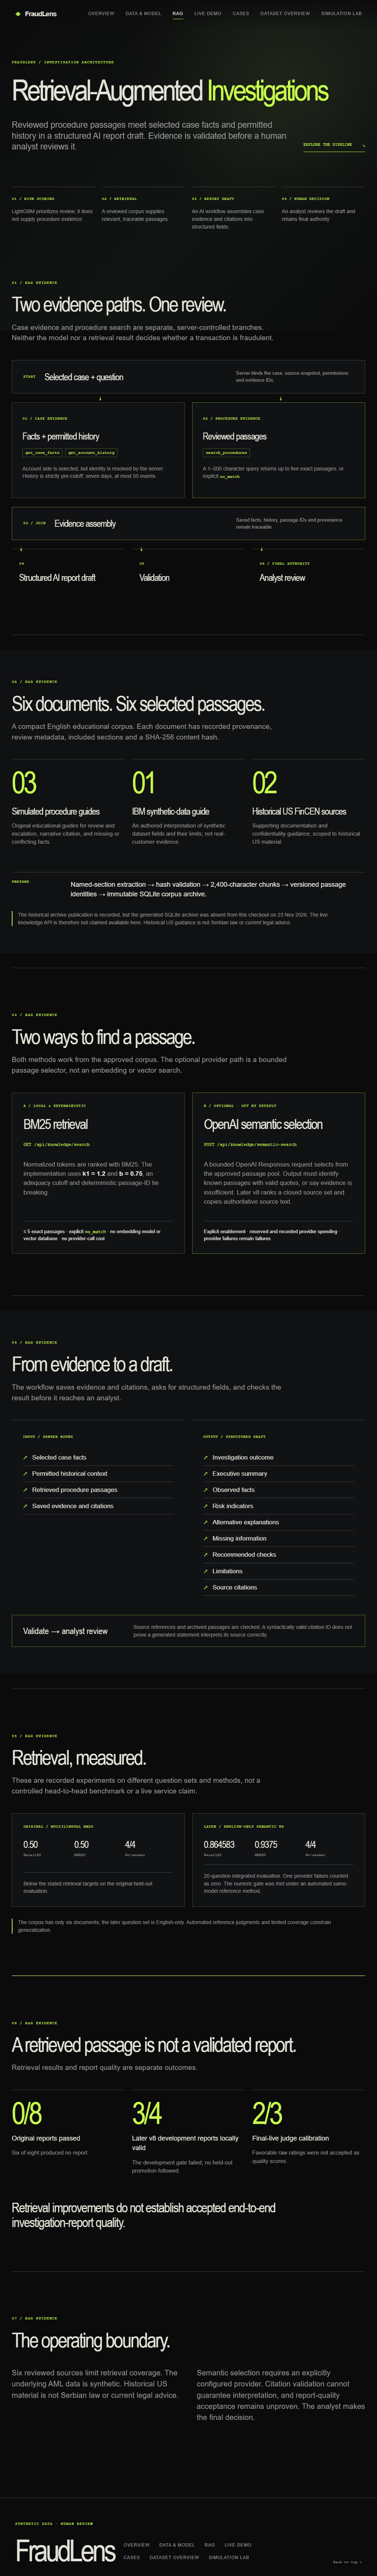 FraudLens
OVERVIEW DATA & MODEL RAG LIVE DEMO CASES DATASET OVERVIEW SIMULATION LAB
FRAUDLENS / INVESTIGATION ARCHITECTURE
Retrieval-Augmented Investigations
Reviewed procedure passages meet selected case facts and permitted
history in a structured AI report draft. Evidence is validated before a human
analyst reviews it.
EXPLORE THE PIPELINE
01 / RISK SCORING
LightGBM prioritizes review; it does
not supply procedure evidence.
02 / RETRIEVAL
A reviewed corpus supplies
relevant, traceable passages.
03 / REPORT DRAFT
An AI workflow assembles case
evidence and citations into
structured fields.
04 / HUMAN DECISION
An analyst reviews the draft and
retains final authority.
01 / RAG EVIDENCE
Two evidence paths. One review.
Case evidence and procedure search are separate, server-controlled branches.
Neither the model nor a retrieval result decides whether a transaction is fraudulent.
START Selected case + question
Server binds the case, source snapshot, permissions
and evidence IDs.
↓ ↓
01 / CASE EVIDENCE
Facts + permitted history
get_case_facts get_account_history
Account side is selected, but identity is resolved by the server.
History is strictly pre-cutoff: seven days, at most 50 events.
02 / PROCEDURE EVIDENCE
Reviewed passages
search_procedures
A 1–500 character query returns up to five exact passages, or
explicit no_match
03 / JOIN Evidence assembly
Saved facts, history, passage IDs and provenance
remain traceable.
↓ ↓ ↓
04
Structured AI report draft
05
Validation
06 / FINAL AUTHORITY
Analyst review
02 / RAG EVIDENCE
Six documents. Six selected passages.
A compact English educational corpus. Each document has recorded provenance,
review metadata, included sections and a SHA-256 content hash.
03
Simulated procedure guides
Original educational guides for review and
escalation, narrative citation, and missing or
conflicting facts.
01
IBM synthetic-data guide
An authored interpretation of synthetic
dataset fields and their limits, not real-
customer evidence.
02
Historical US FinCEN sources
Supporting documentation and
confidentiality guidance, scoped to historical
US material.
PREPARE
Named-section extraction → hash validation → 2,400-character chunks → versioned passage
identities → immutable SQLite corpus archive.
The historical archive publication is recorded, but the generated SQLite archive was absent from this checkout on 23 Nov 2026. The live
knowledge API is therefore not claimed available here. Historical US guidance is not Serbian law or current legal advice.
03 / RAG EVIDENCE
Two ways to find a passage.
Both methods work from the approved corpus. The optional provider path is a bounded
passage selector, not an embedding or vector search.
A / LOCAL + DETERMINISTIC
BM25 retrieval
GET /api/knowledge/search
Normalized tokens are ranked with BM25. The
implementation uses k1 = 1.2 and b = 0.75, an
adequacy cutoff and deterministic passage-ID tie
breaking.
≤ 5 exact passages · explicit no_match · no embedding model or
vector database · no provider-call cost
B / OPTIONAL · OFF BY DEFAULT
OpenAI semantic selection
POST /api/knowledge/semantic-search
A bounded OpenAI Responses request selects from
the approved passage pool. Output must identify
known passages with valid quotes, or say evidence is
insufficient. Later v8 ranks a closed source set and
copies authoritative source text.
Explicit enablement · reserved and recorded provider spending ·
provider failures remain failures
04 / RAG EVIDENCE
From evidence to a draft.
The workflow saves evidence and citations, asks for structured fields, and checks the
result before it reaches an analyst.
INPUT / SERVER BOUND
Selected case facts
Permitted historical context
Retrieved procedure passages
Saved evidence and citations
OUTPUT / STRUCTURED DRAFT
Investigation outcome
Executive summary
Observed facts
Risk indicators
Alternative explanations
Missing information
Recommended checks
Limitations
Source citations
Validate → analyst review
Source references and archived passages are checked. A syntactically valid citation ID does not
prove a generated statement interprets its source correctly.
05 / RAG EVIDENCE
Retrieval, measured.
These are recorded experiments on different question sets and methods, not a
controlled head-to-head benchmark or a live service claim.
ORIGINAL / MULTILINGUAL BM25
0.50 0.50 4/4
Recall@5 MRR@5 No-answer
Below the stated retrieval targets on the original held-out
evaluation.
LATER / ENGLISH-ONLY SEMANTIC V8
0.864583 0.9375 4/4
Recall@5 MRR@5 No-answer
20-question integrated evaluation. One provider failure counted
as zero. The numeric gate was met under an automated same-
model reference method.
The corpus has only six documents; the later question set is English-only. Automated reference judgments and limited coverage constrain
generalization.
06 / RAG EVIDENCE
A retrieved passage is not a validated report.
Retrieval results and report quality are separate outcomes.
0/8
Original reports passed
Six of eight produced no report.
3/4
Later v8 development reports locally
valid
The development gate failed; no held-out
promotion followed.
2/3
Final-live judge calibration
Favorable raw ratings were not accepted as
quality scores.
Retrieval improvements do not establish accepted end-to-end
investigation-report quality.
07 / RAG EVIDENCE
The operating boundary.
Six reviewed sources limit retrieval coverage. The
underlying AML data is synthetic. Historical US
material is not Serbian law or current legal advice.
Semantic search requires an explicitly
configured provider. Citation validation cannot
guarantee interpretation, and report-quality
acceptance remains unproven. The analyst makes
the final decision.
SYNTHETIC DATA · HUMAN REVIEW
FraudLens
OVERVIEW DATA & MODEL RAG LIVE DEMO
CASES DATASET OVERVIEW SIMULATION LAB
Back to top ↑